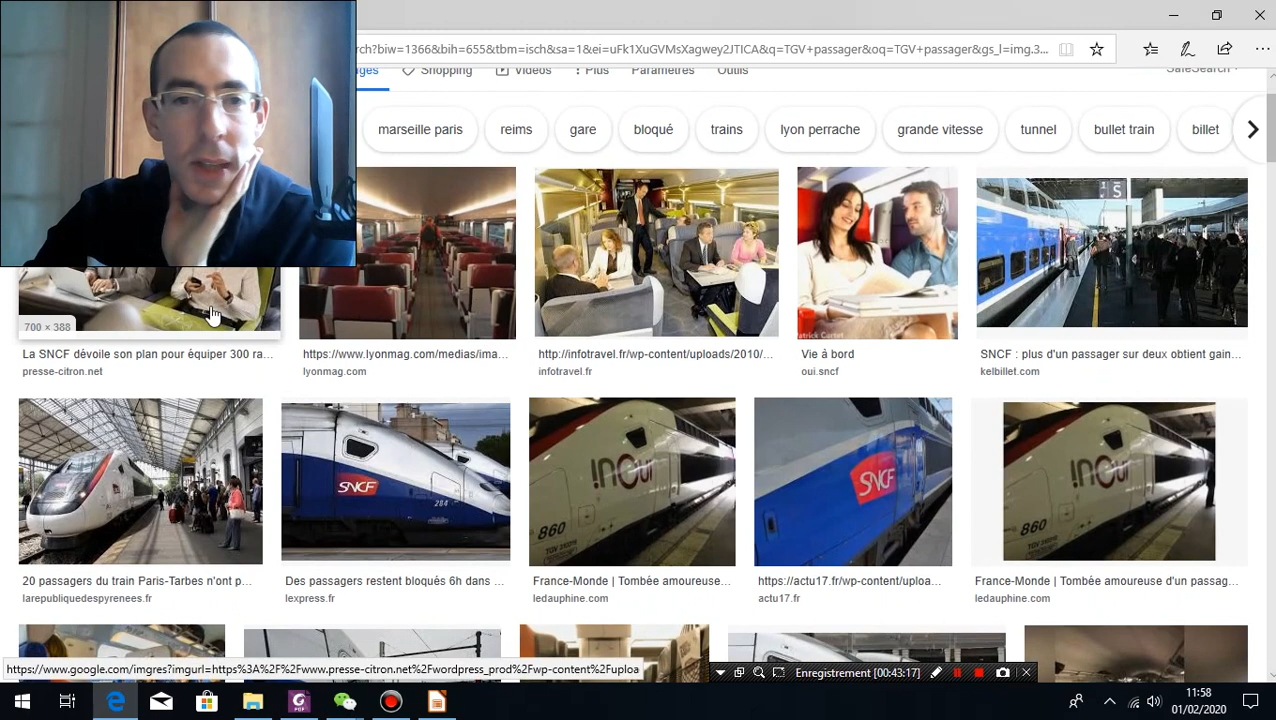 rch?biw=1366&bih=655&tbm=isch&sa=1&ei=uFk1XuGVMsXagwey2JTICA&q=TGV+passager&oq=TGV+passager&gs_l=img.3...
ages Shopping Vidéos Plus Paramètres Outils SafeSearch
marseille paris reims gare bloqué trains lyon perrache grande vitesse tunnel bullet train billet
S
700 × 388
La SNCF dévoile son plan pour équiper 300 ra... https://www.lyonmag.com/medias/ima... http://infotravel.fr/wp-content/uploads/2010/... Vie à bord SNCF : plus d'un passager sur deux obtient gain...
presse-citron.net lyonmag.com infotravel.fr oui.sncf kelbillet.com
SNCF
284
inoui
860
SNCF
inoui
860
20 passagers du train Paris-Tarbes n'ont p... Des passagers restent bloqués 6h dans ... France-Monde | Tombée amoureuse... https://actu17.fr/wp-content/uploa... France-Monde | Tombée amoureuse d'un passag...
larepubliquedespyrenees.fr lexpress.fr ledauphine.com actu17.fr ledauphine.com
https://www.google.com/imgres?imgurl=https%3A%2F%2Fwww.presse-citron.net%2Fwordpress_prod%2Fwp-content%2Fuploa
Enregistrement (00:43:17)
11:58
01/02/2020